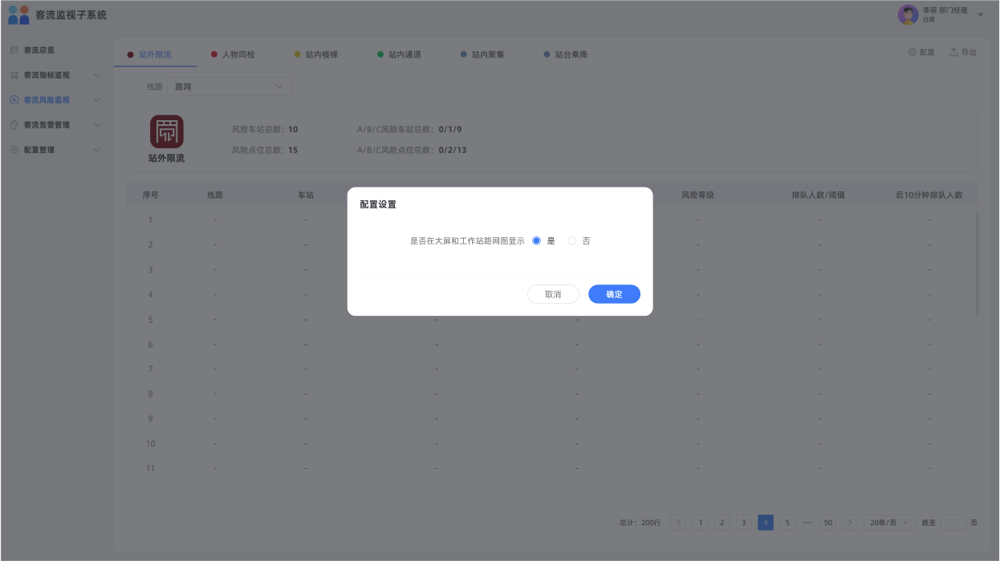 客流监视子系统
李萌 部门经理
白班
客流总览
客流指标监视
客流风险监视
客流告警管理
配置管理
站外限流 人物同检 站内楼梯 站内通道 站内聚集 站台乘降 配置 导出
线路 路网
站外限流
风险车站总数：10 A/B/C风险车站总数：0/1/9
风险点位总数：15 A/B/C风险点位总数：0/2/13
序号 线路 车站 风险等级 排队人数/阈值 后10分钟排队人数
1 - - - - -
2 - - - - -
3 - - - - -
4 - - - - -
5 - - - - - - -
6 - - - - - - -
7 - - - - - - -
8 - - - - - - -
9 - - - - - - -
10 - - - - - - -
11 - - - - - - -
配置设置
是否在大屏和工作站路网图显示 是 否
取消 确定
总计：200行 < 1 2 3 4 5 ••• 50 > 20条/页 跳至 页